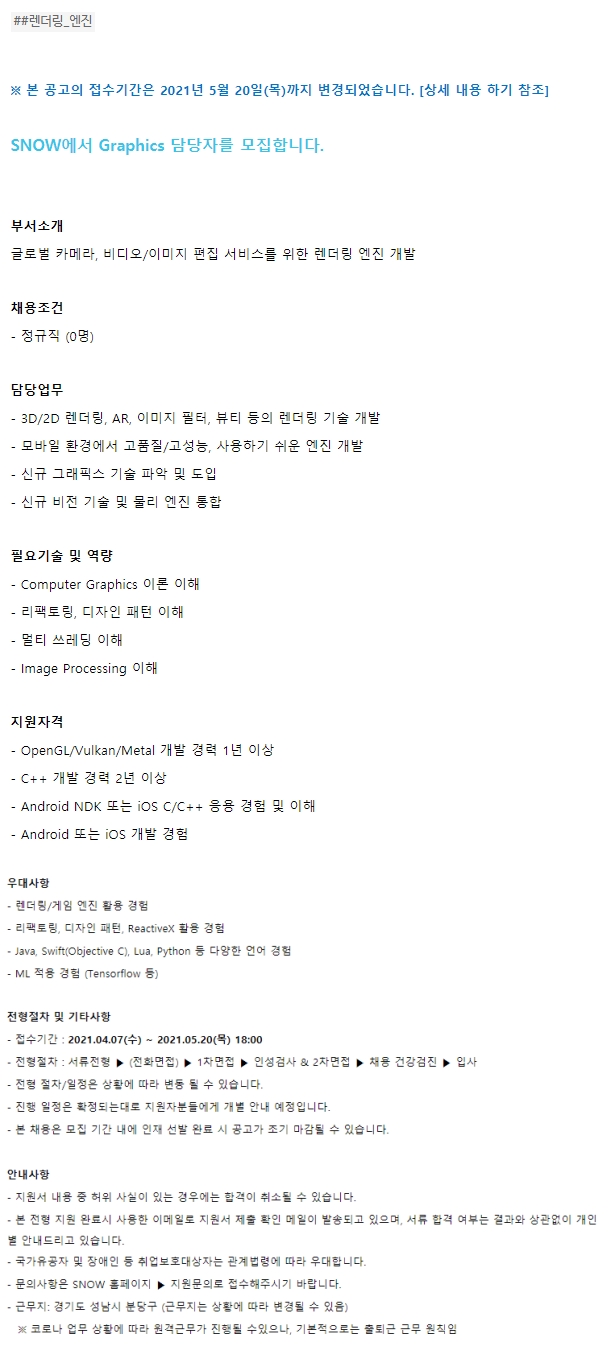 ##렌더링_엔진
※ 본 공고의 접수기간은 2021년 5월 20일(목)까지 변경되었습니다. [상세 내용 하기 참조]
SNOW에서 Graphics 담당자를 모집합니다.
부서소개
글로벌 카메라, 비디오/이미지 편집 서비스를 위한 렌더링 엔진 개발
채용조건
- 정규직 (0명)
담당업무
- 3D/2D 렌더링, AR, 이미지 필터, 뷰티 등의 렌더링 기술 개발
- 모바일 환경에서 고품질/고성능, 사용하기 쉬운 엔진 개발
- 신규 그래픽스 기술 파악 및 도입
- 신규 비전 기술 및 물리 엔진 통합
필요기술 및 역량
- Computer Graphics 이론 이해
- 리팩토링, 디자인 패턴 이해
- 멀티 쓰레딩 이해
- Image Processing 이해
지원자격
- OpenGL/Vulkan/Metal 개발 경력 1년 이상
- C++ 개발 경력 2년 이상
- Android NDK 또는 iOS C/C++ 응용 경험 및 이해
- Android 또는 iOS 개발 경험
우대사항
- 렌더링/게임 엔진 활용 경험
- 리팩토링, 디자인 패턴, ReactiveX 활용 경험
- Java, Swift(Objective C), Lua, Python 등 다양한 언어 경험
- ML 적용 경험 (Tensorflow 등)
전형절차 및 기타사항
- 접수기간 : 2021.04.07(수) ~ 2021.05.20(목) 18:00
- 전형절차 : 서류전형 ▶ (전화면접) ▶ 1차면접 ▶ 인성검사 & 2차면접 ▶ 채용 건강검진 ▶ 입사
- 전형 절차/일정은 상황에 따라 변동 될 수 있습니다.
- 진행 일정은 확정되는대로 지원자분들에게 개별 안내 예정입니다.
- 본 채용은 모집 기간 내에 인재 선발 완료 시 공고가 조기 마감될 수 있습니다.
안내사항
- 지원서 내용 중 허위 사실이 있는 경우에는 합격이 취소될 수 있습니다.
- 본 전형 지원 완료시 사용한 이메일로 지원서 제출 확인 메일이 발송되고 있으며, 서류 합격 여부는 결과와 상관없이 개인
별 안내드리고 있습니다.
- 국가유공자 및 장애인 등 취업보호대상자는 관계법령에 따라 우대합니다.
- 문의사항은 SNOW 홈페이지 ▶ 지원문의로 접수해주시기 바랍니다.
- 근무지: 경기도 성남시 분당구 (근무지는 상황에 따라 변경될 수 있음)
※ 코로나 업무 상황에 따라 원격근무가 진행될 수있으나, 기본적으로는 출퇴근 근무 원직임